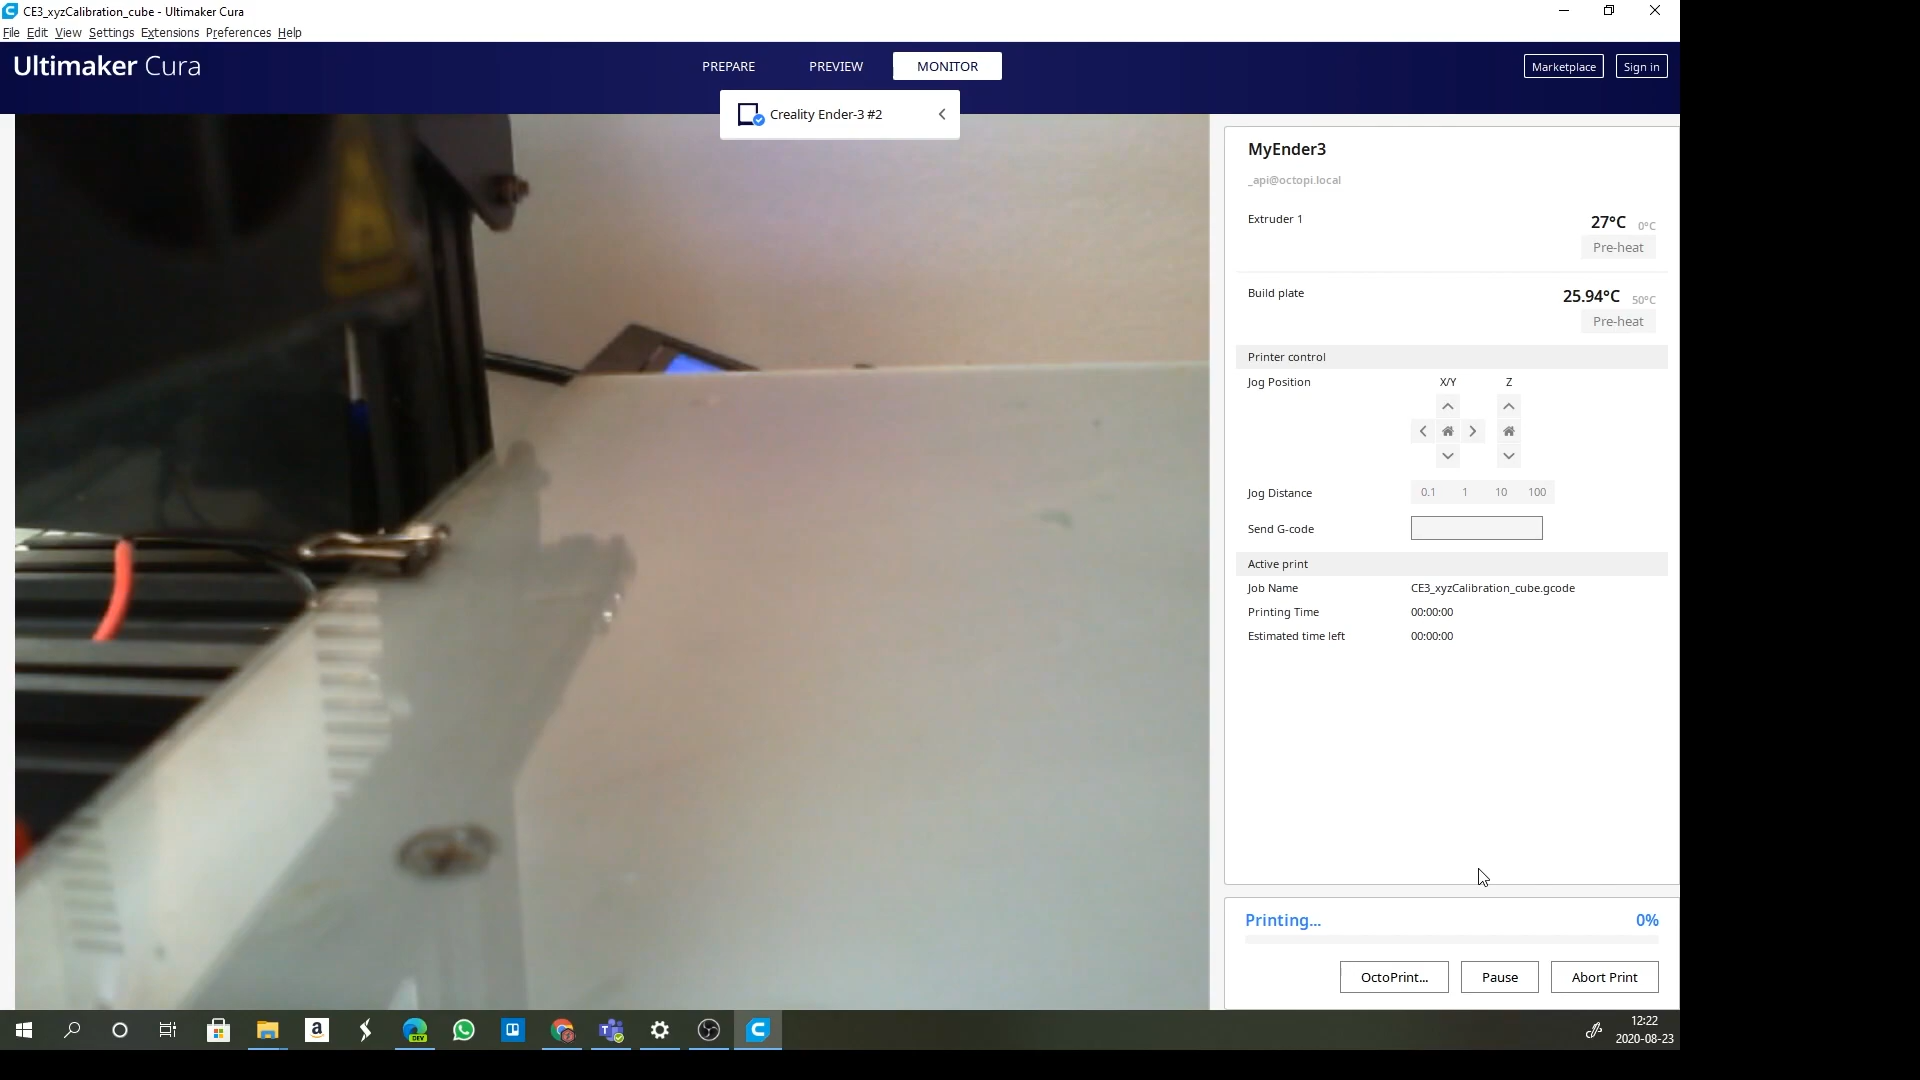 CE3_xyzCalibration_cube - Ultimaker Cura
File Edit View Settings Extensions Preferences Help
Ultimaker Cura
PREPARE PREVIEW MONITOR
Marketplace Sign in
Creality Ender-3 #2
MyEnder3
_api@octopi.local
Extruder 1 27°C 0°C
Pre-heat
Build plate 25.94°C 50°C
Pre-heat
Printer control
Jog Position X/Y Z
Jog Distance 0.1 1 10 100
Send G-code
Active print
Job Name CE3_xyzCalibration_cube.gcode
Printing Time 00:00:00
Estimated time left 00:00:00
Printing... 0%
OctoPrint... Pause Abort Print
12:22
2020-08-23